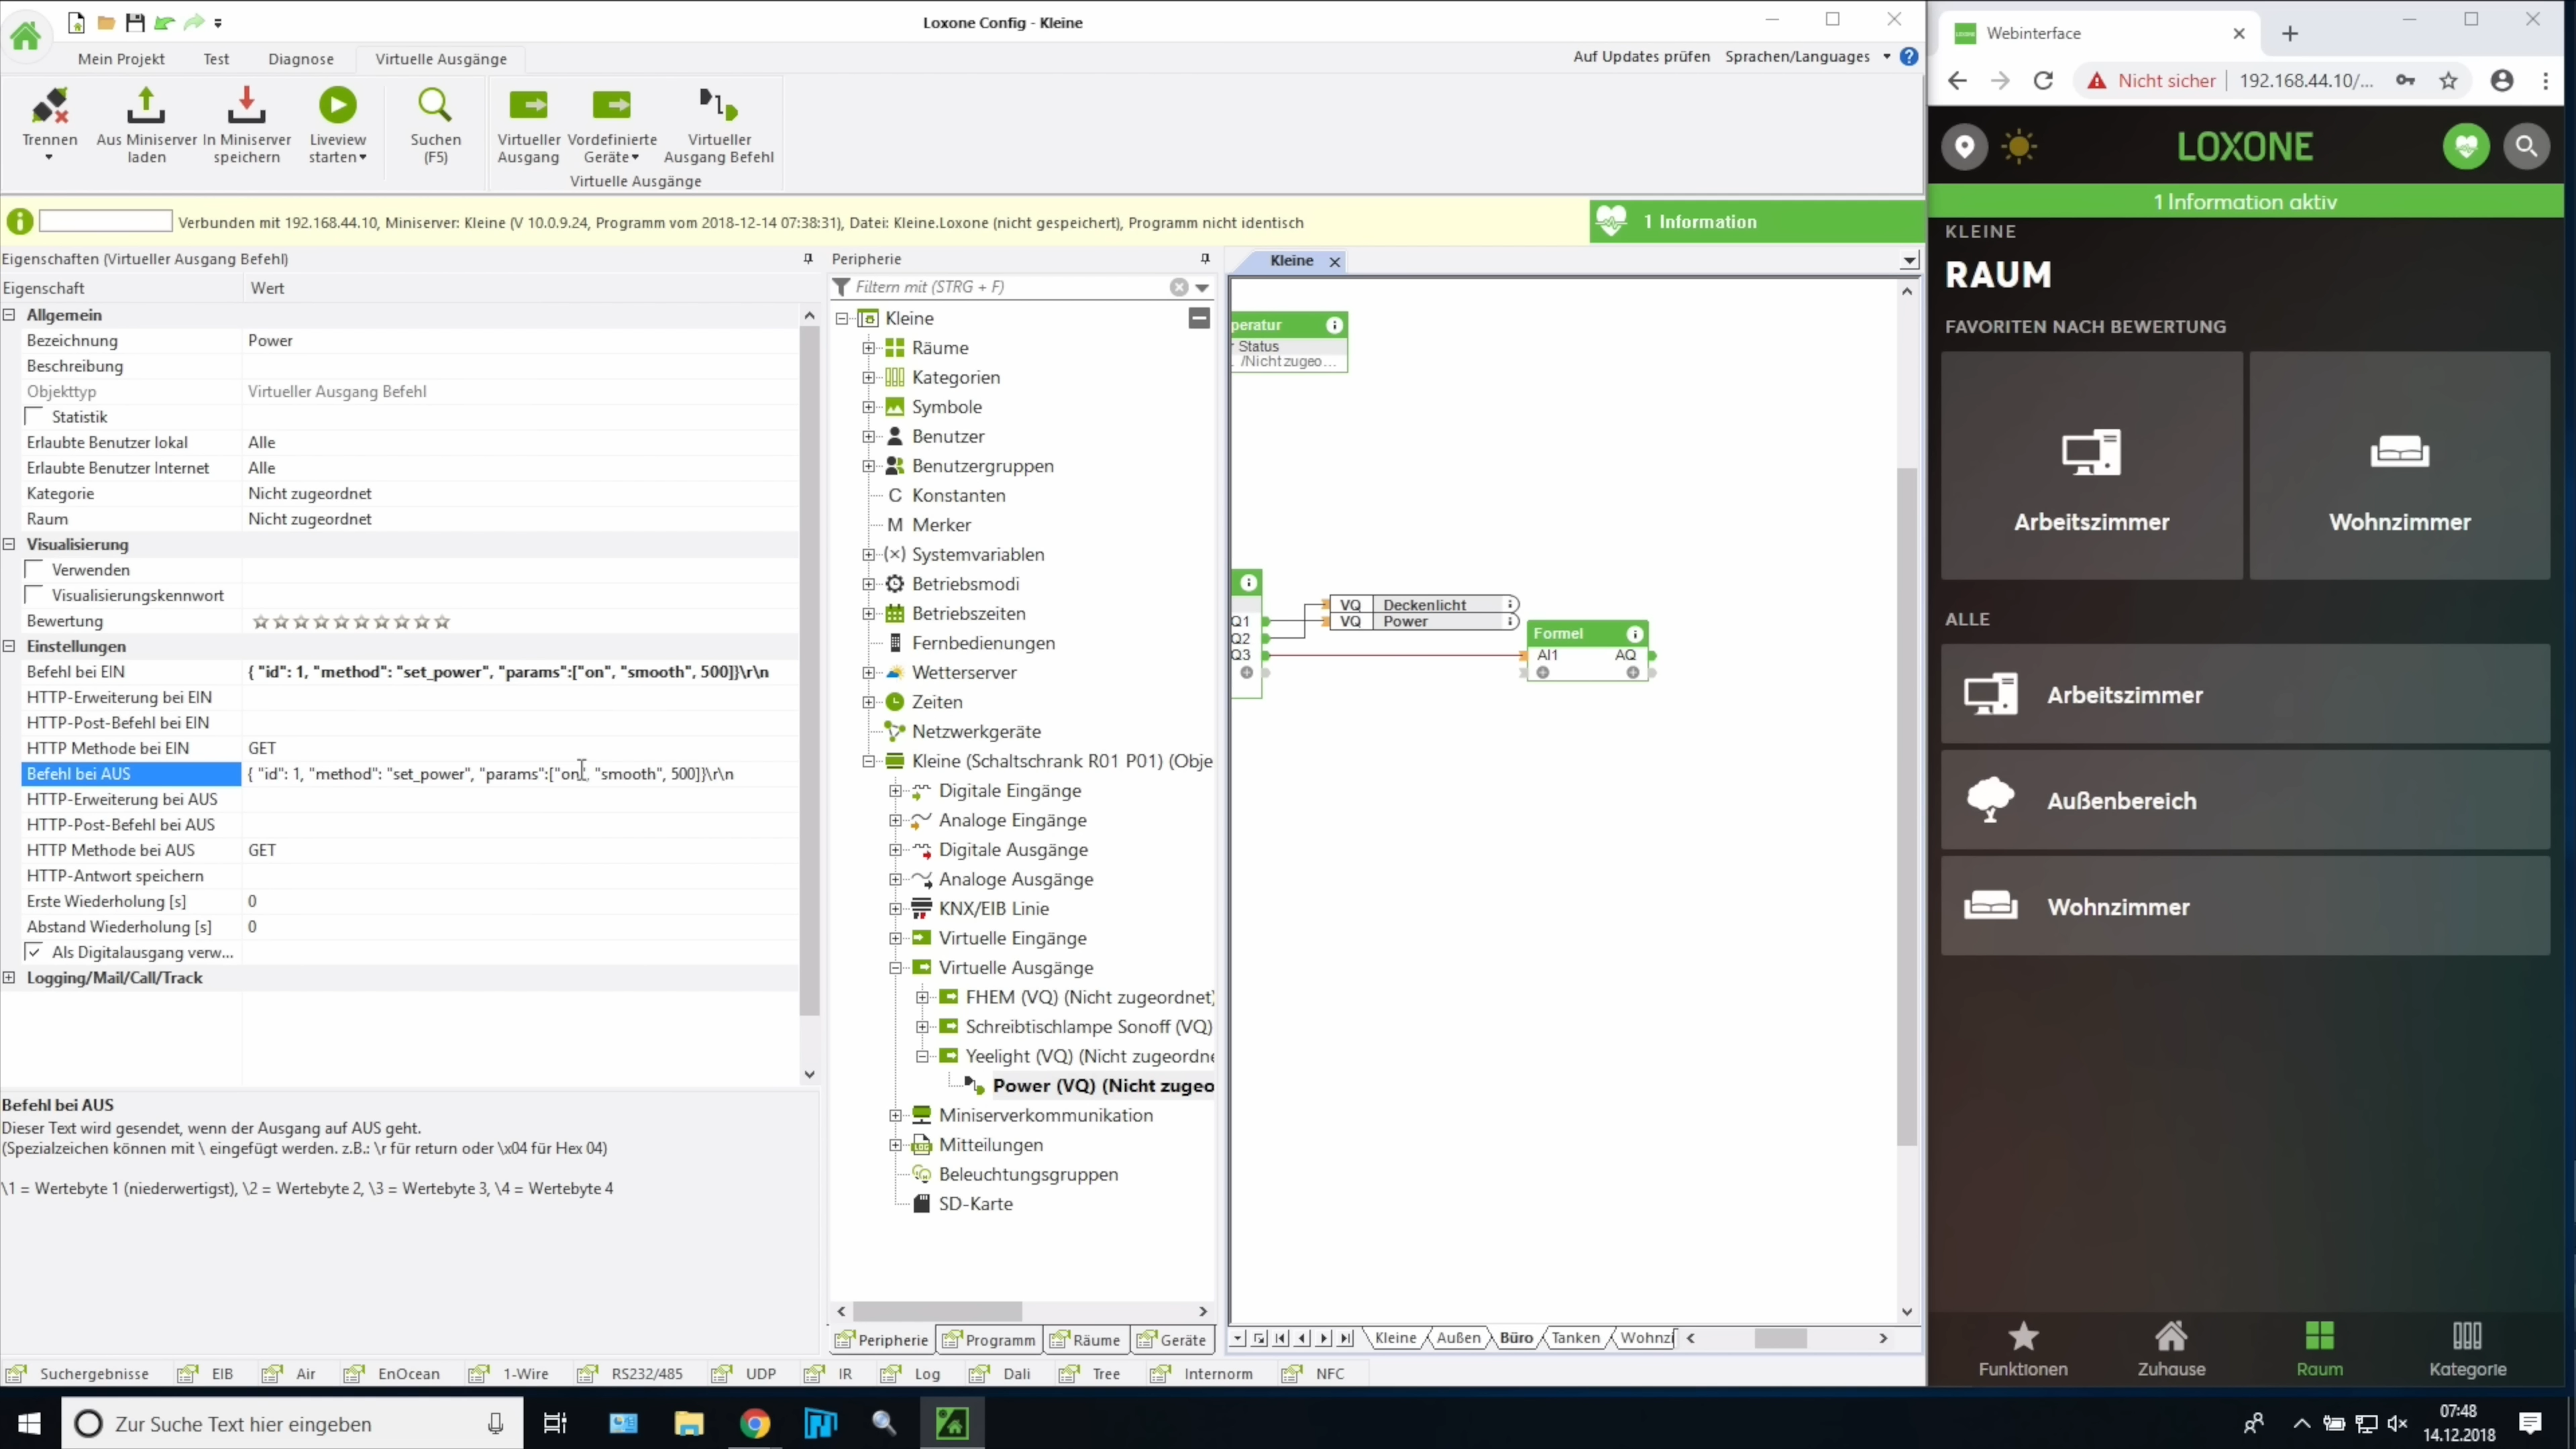 Loxone Config - Kleine
Mein Projekt
Test
Diagnose
Virtuelle Ausgänge
Auf Updates prüfen
Sprachen/Languages
Trennen
Aus Miniserver laden
In Miniserver speichern
Liveview starten
Suchen (F5)
Virtueller Ausgang
Vordefinierte Geräte
Virtueller Ausgang Befehl
Virtuelle Ausgänge
Verbunden mit 192.168.44.10, Miniserver: Kleine (V 10.0.9.24, Programm vom 2018-12-14 07:38:31), Datei: Kleine.Loxone (nicht gespeichert), Programm nicht identisch
1 Information
Eigenschaften (Virtueller Ausgang Befehl)
Eigenschaft Wert
Allgemein
Bezeichnung Power
Beschreibung
Objekttyp Virtueller Ausgang Befehl
Statistik
Erlaubte Benutzer lokal Alle
Erlaubte Benutzer Internet Alle
Kategorie Nicht zugeordnet
Raum Nicht zugeordnet
Visualisierung
Verwenden
Visualisierungskennwort
Bewertung
Einstellungen
Befehl bei EIN { "id": 1, "method": "set_power", "params":["on", "smooth", 500]}\r\n
HTTP-Erweiterung bei EIN
HTTP-Post-Befehl bei EIN
HTTP Methode bei EIN GET
Befehl bei AUS { "id": 1, "method": "set_power", "params":["on", "smooth", 500]}\r\n
HTTP-Erweiterung bei AUS
HTTP-Post-Befehl bei AUS
HTTP Methode bei AUS GET
HTTP-Antwort speichern
Erste Wiederholung [s] 0
Abstand Wiederholung [s] 0
Als Digitalausgang verw...
Logging/Mail/Call/Track
Befehl bei AUS
Dieser Text wird gesendet, wenn der Ausgang auf AUS geht.
(Spezialzeichen können mit \ eingefügt werden. z.B.: \r für return oder \x04 für Hex 04)
\1 = Wertebyte 1 (niederwertigst), \2 = Wertebyte 2, \3 = Wertebyte 3, \4 = Wertebyte 4
Peripherie
Filtern mit (STRG + F)
Kleine
Räume
Kategorien
Symbole
Benutzer
Benutzergruppen
C Konstanten
M Merker
(×) Systemvariablen
Betriebsmodi
Betriebszeiten
Fernbedienungen
Wetterserver
Zeiten
Netzwerkgeräte
Kleine (Schaltschrank R01 P01) (Obje
Digitale Eingänge
Analoge Eingänge
Digitale Ausgänge
Analoge Ausgänge
KNX/EIB Linie
Virtuelle Eingänge
Virtuelle Ausgänge
FHEM (VQ) (Nicht zugeordnet)
Schreibtischlampe Sonoff (VQ)
Yeelight (VQ) (Nicht zugeordne
Power (VQ) (Nicht zugeo
Miniserverkommunikation
Mitteilungen
Beleuchtungsgruppen
SD-Karte
Peripherie
Programm
Räume
Geräte
Kleine
peratur
Status
/Nicht zugeo...
Q1
Q2
Q3
VQ Deckenlicht
VQ Power
Formel
AI1 AQ
Kleine
Außen
Büro
Tanken
Wohnzi
Suchergebnisse
EIB
Air
EnOcean
1-Wire
RS232/485
UDP
IR
Log
Dali
Tree
Internorm
NFC
Webinterface
Nicht sicher
192.168.44.10/...
LOXONE
1 Information aktiv
KLEINE
RAUM
FAVORITEN NACH BEWERTUNG
Arbeitszimmer
Wohnzimmer
ALLE
Arbeitszimmer
Außenbereich
Wohnzimmer
Funktionen
Zuhause
Raum
Kategorie
Zur Suche Text hier eingeben
07:48
14.12.2018